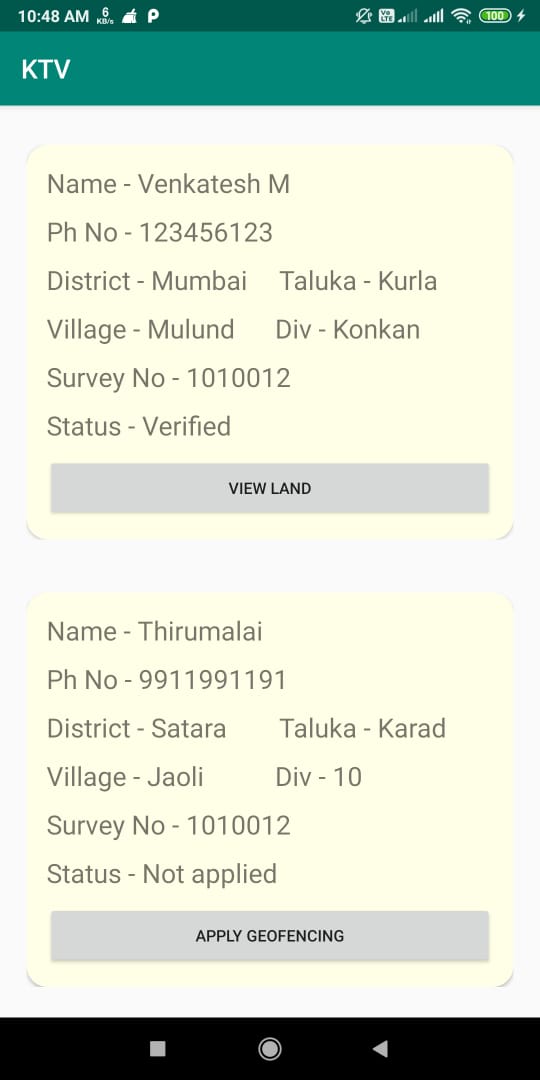 10:48 AM 6 KB/s P Vo LTE 100
KTV
Name - Venkatesh M
Ph No - 123456123
District - Mumbai Taluka - Kurla
Village - Mulund Div - Konkan
Survey No - 1010012
Status - Verified
VIEW LAND
Name - Thirumalai
Ph No - 9911991191
District - Satara Taluka - Karad
Village - Jaoli Div - 10
Survey No - 1010012
Status - Not applied
APPLY GEOFENCING